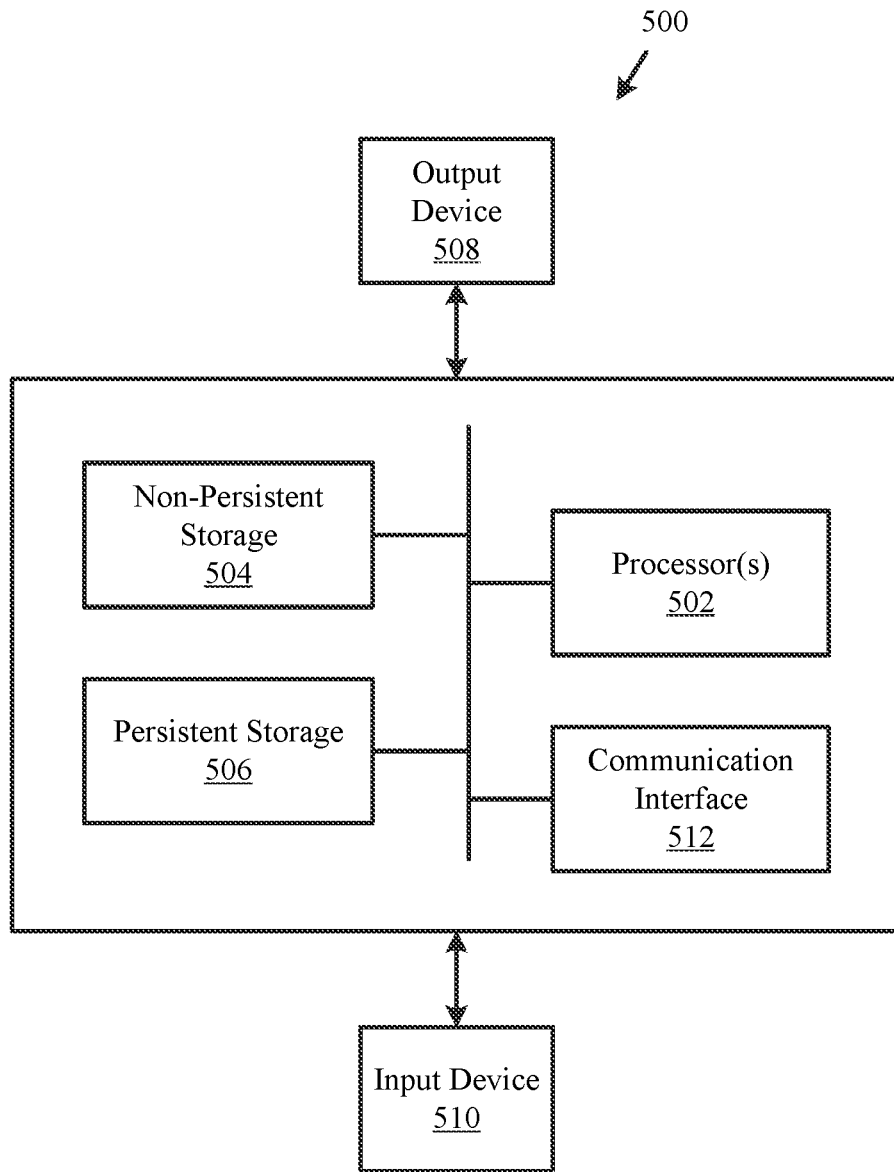 500
Output
Device
508
Non-Persistent
Storage
504
Processor(s)
502
Persistent Storage
506
Communication
Interface
512
Input Device
510